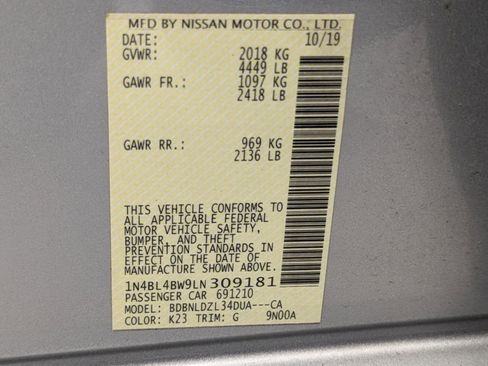 MFD BY NISSAN MOTOR CO., LTD.
DATE: 10/19
GVWR: 2018 KG
4449 LB
GAWR FR.: 1097 KG
2418 LB
GAWR RR.: 969 KG
2136 LB
THIS VEHICLE CONFORMS TO
ALL APPLICABLE FEDERAL
MOTOR VEHICLE SAFETY,
BUMPER, AND THEFT
PREVENTION STANDARDS IN
EFFECT ON THE DATE OF
MANUFACTURE SHOWN ABOVE.
1N4BL4BW9LN309181
PASSENGER CAR 691210
MODEL: BDBNLDZL34DUA---CA
COLOR: K23 TRIM: G 9N00A